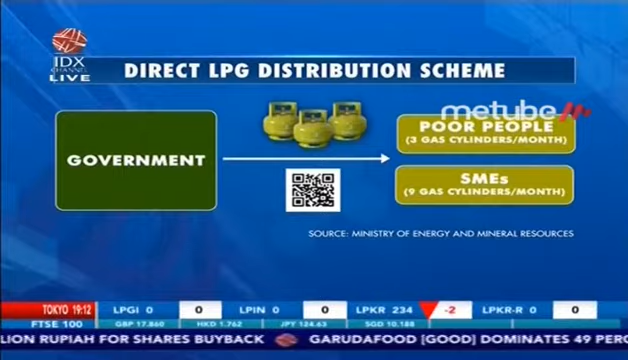 IDX
CHANNEL
LIVE
DIRECT LPG DISTRIBUTION SCHEME
metube
GOVERNMENT
POOR PEOPLE
(3 GAS CYLINDERS/MONTH)
SMEs
(9 GAS CYLINDERS/MONTH)
SOURCE: MINISTRY OF ENERGY AND MINERAL RESOURCES
TOKYO 19:12 LPGI 0 0 LPIN 0 0 LPKR 234 -2 LPKR-R 0 0
FTSE 100 GBP 17.860 HKD 1.762 JPY 124.63 SGD 10.188
LION RUPIAH FOR SHARES BUYBACK GARUDAFOOD [GOOD] DOMINATES 49 PERC